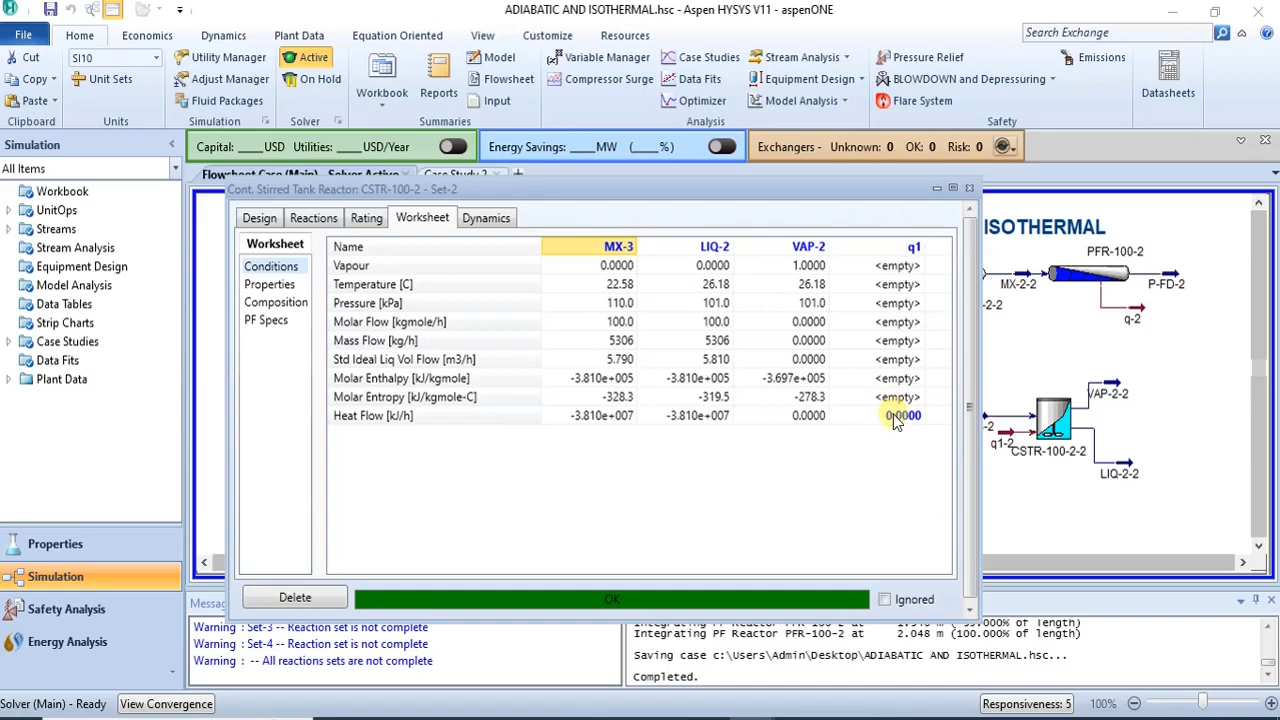 ADIABATIC AND ISOTHERMAL.hsc - Aspen HYSYS V11 - aspenONE
File Home Economics Dynamics Plant Data Equation Oriented View Customize Resources Search Exchange
Cut SI10 Utility Manager Active Model Variable Manager Case Studies Stream Analysis Pressure Relief Emissions
Copy Unit Sets Adjust Manager On Hold Flowsheet Compressor Surge Data Fits Equipment Design BLOWDOWN and Depressuring
Paste Fluid Packages Workbook Reports Input Optimizer Model Analysis Flare System Datasheets
Clipboard Units Simulation Solver Summaries Analysis Safety
Simulation Capital: ____USD Utilities: ____USD/Year Energy Savings: ____MW (____%) Exchangers - Unknown: 0 OK: 0 Risk: 0
All Items
Flowsheet Case (Main) - Solver Active Case Study 2 +
Workbook
UnitOps
Streams
Stream Analysis
Equipment Design
Model Analysis
Data Tables
Strip Charts
Case Studies
Data Fits
Plant Data
Properties
Simulation
Safety Analysis
Energy Analysis
Cont. Stirred Tank Reactor: CSTR-100-2 - Set-2
Design Reactions Rating Worksheet Dynamics
Worksheet
Conditions
Properties
Composition
PF Specs
Name MX-3 LIQ-2 VAP-2 q1
Vapour 0.0000 0.0000 1.0000 <empty>
Temperature [C] 22.58 26.18 26.18 <empty>
Pressure [kPa] 110.0 101.0 101.0 <empty>
Molar Flow [kgmole/h] 100.0 100.0 0.0000 <empty>
Mass Flow [kg/h] 5306 5306 0.0000 <empty>
Std Ideal Liq Vol Flow [m3/h] 5.790 5.810 0.0000 <empty>
Molar Enthalpy [kJ/kgmole] -3.810e+005 -3.810e+005 -3.697e+005 <empty>
Molar Entropy [kJ/kgmole-C] -328.3 -319.5 -278.3 <empty>
Heat Flow [kJ/h] -3.810e+007 -3.810e+007 0.0000 0.0000
Delete OK Ignored
ISOTHERMAL
PFR-100-2
MX-2-2 P-FD-2
-2-2
q-2
VAP-2-2
q1-2
CSTR-100-2-2
LIQ-2-2
Warning : Set-3 -- Reaction set is not complete
Warning : Set-4 -- Reaction set is not complete
Warning : -- All reactions sets are not complete
Integrating PF Reactor PFR-100-2 at
2.048 m (100.000% of length)
Saving case c:\Users\Admin\Desktop\ADIABATIC AND ISOTHERMAL.hsc...
Completed.
Solver (Main) - Ready View Convergence Responsiveness: 5 100%